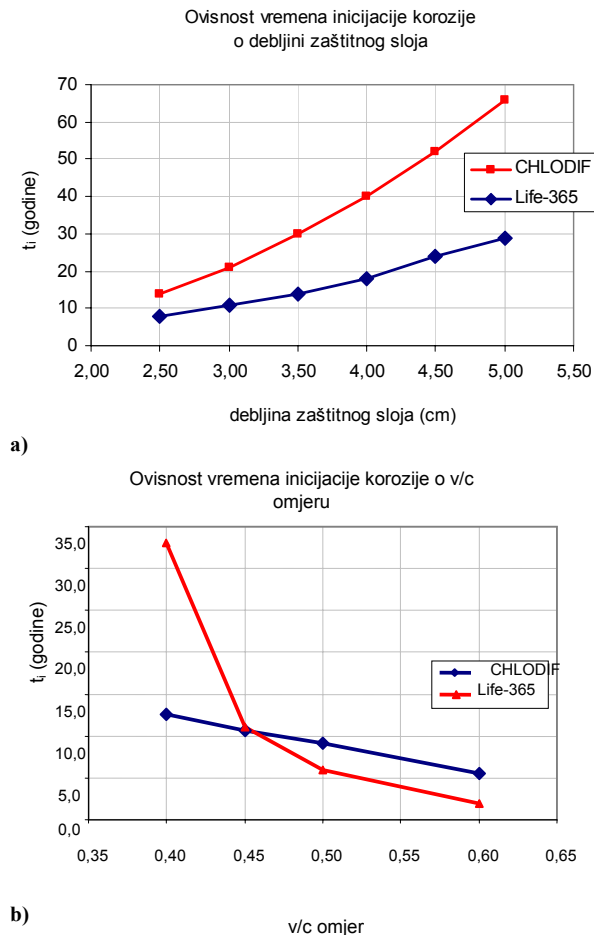 Ovisnost vremena inicijacije korozije
o debljini zaštitnog sloja
70
60
50
40
30
20
10
0
tᵢ (godine)
CHLODIF
Life-365
2,00 2,50 3,00 3,50 4,00 4,50 5,00 5,50
debljina zaštitnog sloja (cm)
a)
Ovisnost vremena inicijacije korozije o v/c
omjeru
35,0
30,0
25,0
20,0
15,0
10,0
5,0
0,0
tᵢ (godine)
CHLODIF
Life-365
0,35 0,40 0,45 0,50 0,55 0,60 0,65
b)
v/c omjer